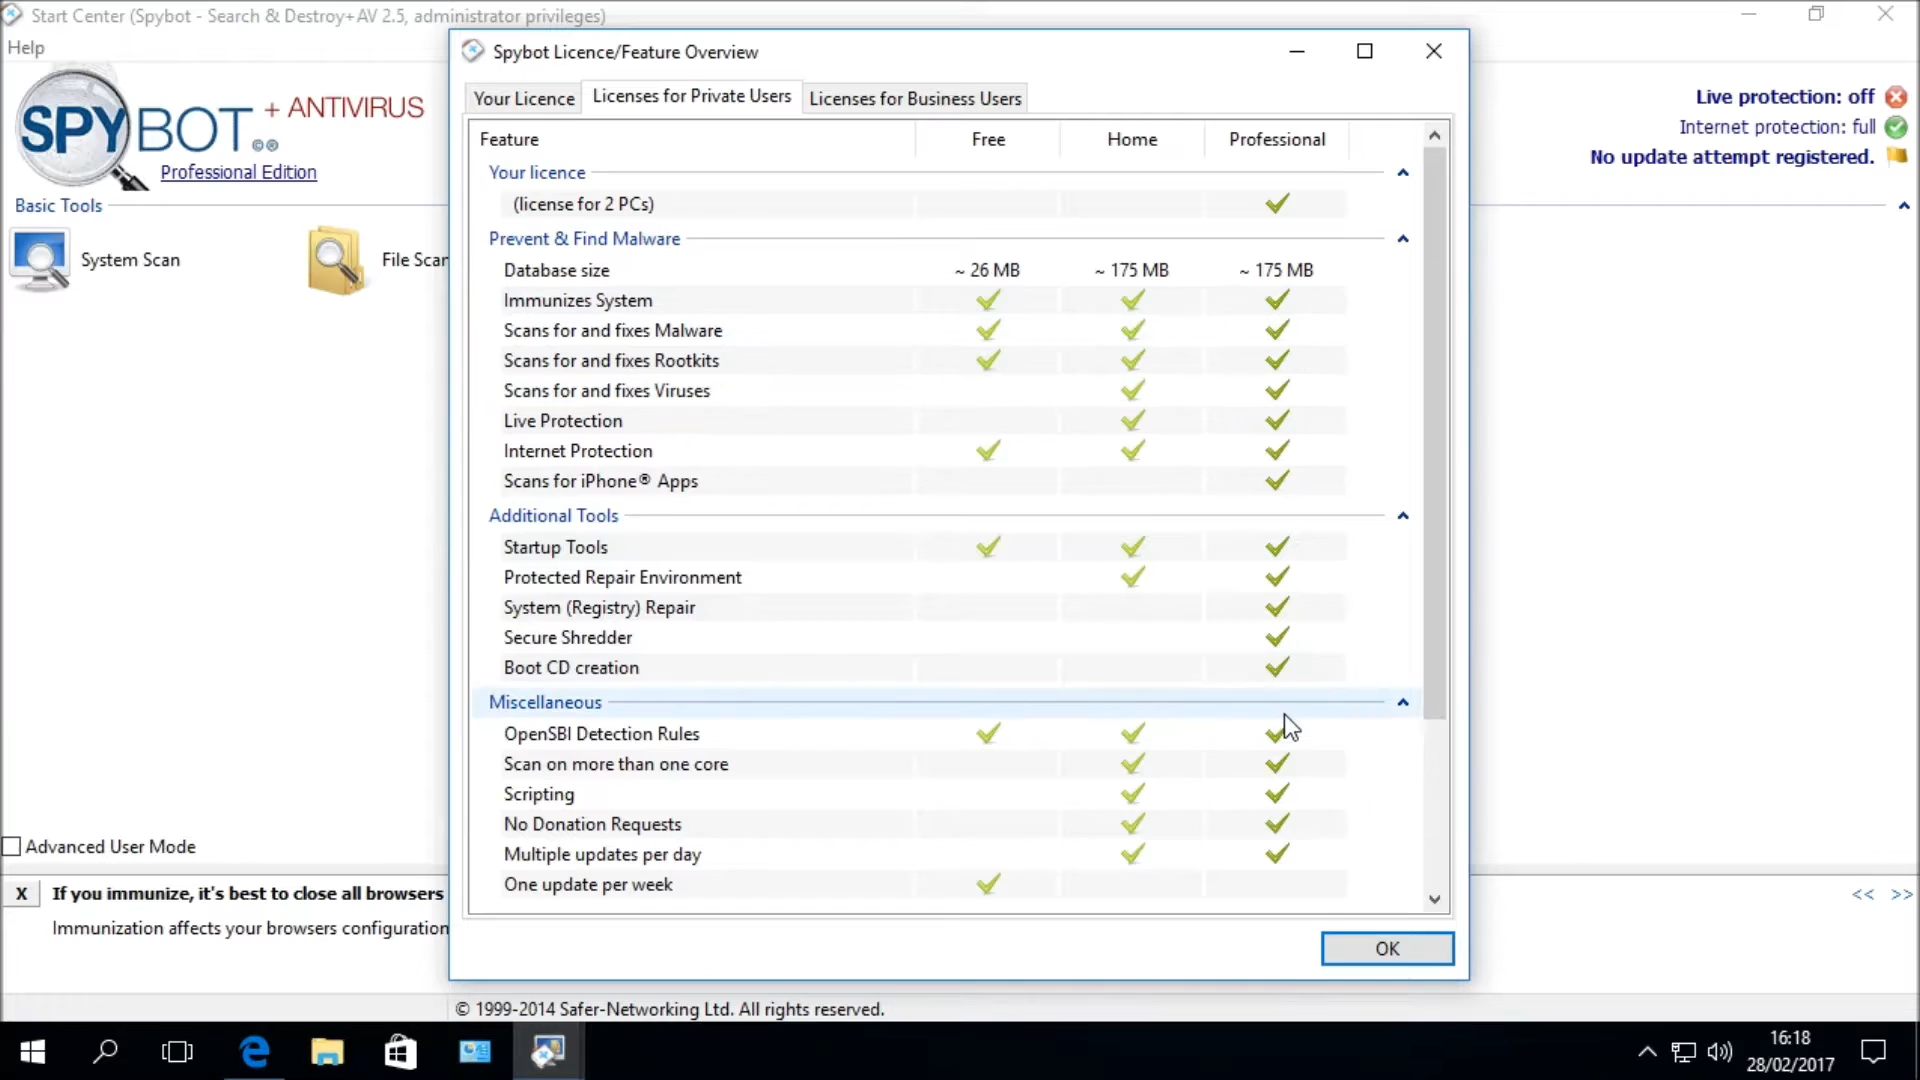 Start Center (Spybot - Search & Destroy+AV 2.5, administrator privileges)
Help
SPYBOT + ANTIVIRUS
Professional Edition
Live protection: off
Internet protection: full
No update attempt registered.
Basic Tools
System Scan
File Scan
Spybot Licence/Feature Overview
Your Licence Licenses for Private Users Licenses for Business Users
Feature Free Home Professional
Your licence
(license for 2 PCs)
Prevent & Find Malware
Database size ~ 26 MB ~ 175 MB ~ 175 MB
Immunizes System
Scans for and fixes Malware
Scans for and fixes Rootkits
Scans for and fixes Viruses
Live Protection
Internet Protection
Scans for iPhone® Apps
Additional Tools
Startup Tools
Protected Repair Environment
System (Registry) Repair
Secure Shredder
Boot CD creation
Miscellaneous
OpenSBI Detection Rules
Scan on more than one core
Scripting
No Donation Requests
Multiple updates per day
One update per week
OK
Advanced User Mode
X If you immunize, it's best to close all browsers
<< >>
Immunization affects your browsers configuration
© 1999-2014 Safer-Networking Ltd. All rights reserved.
16:18
28/02/2017